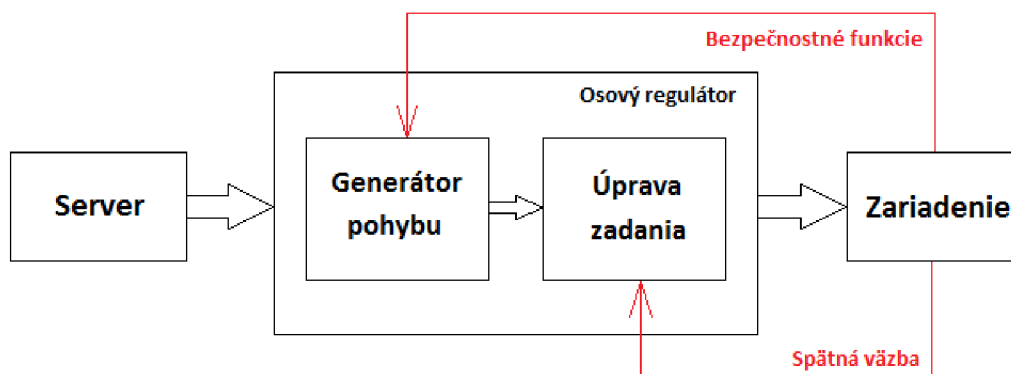 Bezpečnostné funkcie
Osový regulátor
Server
Generátor
pohybu
Úprava
zadania
Zariadenie
Spätná väzba